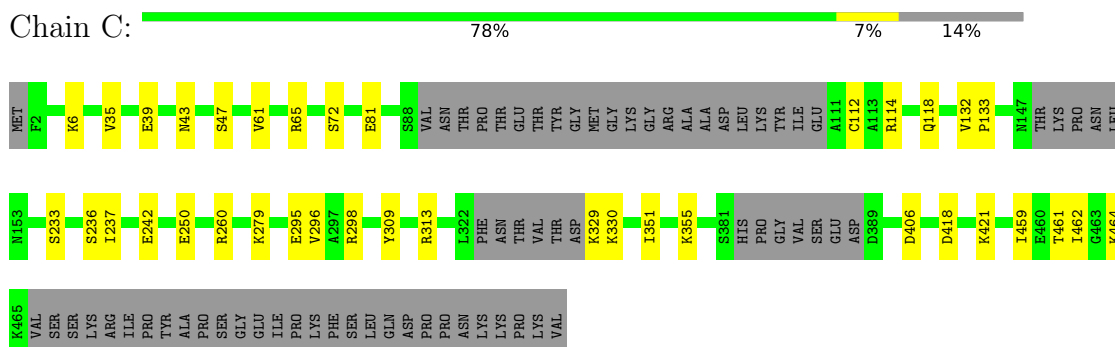 Chain C: 78% 7% 14%
MET F2 K6 V35 E39 N43 S47 V61 R65 S72 E81 S88 VAL ASN THR PRO THR GLU THR TYR GLY MET GLY LYS GLY ARG ALA ALA ASP LEU LYS TYR ILE GLU A111 C112 A113 R114 Q118 V132 P133 N147 THR LYS PRO ASN LEU
N153 S233 S236 I237 E242 E250 R260 K279 E295 V296 A297 R298 Y309 R313 L322 PHE ASN THR VAL THR ASP K329 K330 I351 K355 S381 HIS PRO GLY VAL SER GLU ASP D389 D406 D418 K421 I459 E460 T461 I462 G463 K464
K465 VAL SER SER LYS ARG ILE PRO TYR ALA PRO SER GLY GLU ILE PRO LYS PHE SER LEU GLN ASP PRO PRO ASN LYS LYS PRO LYS VAL